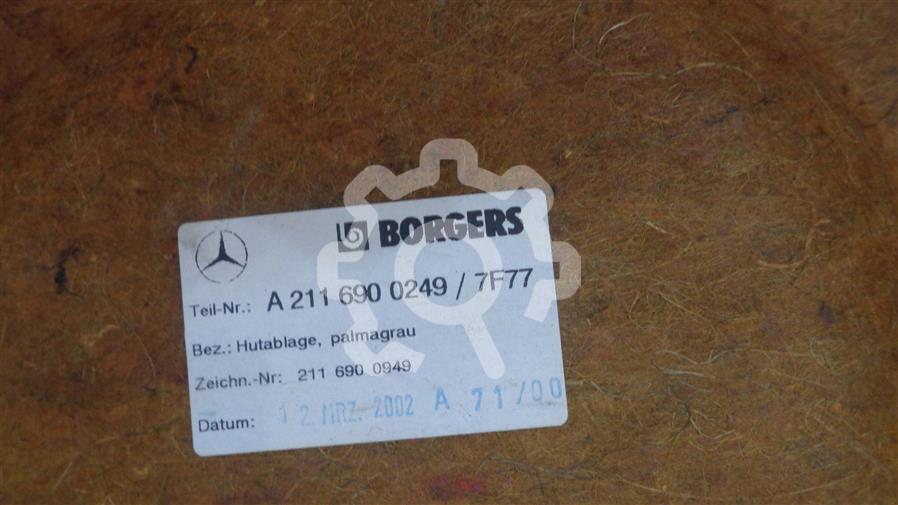 BORGERS
Teil-Nr.: A 211 690 0249 / 7F77
Bez.: Hutablage, palmagrau
Zeichn.-Nr: 211 690 0949
Datum: 12 MRZ. 2002 A 71/00